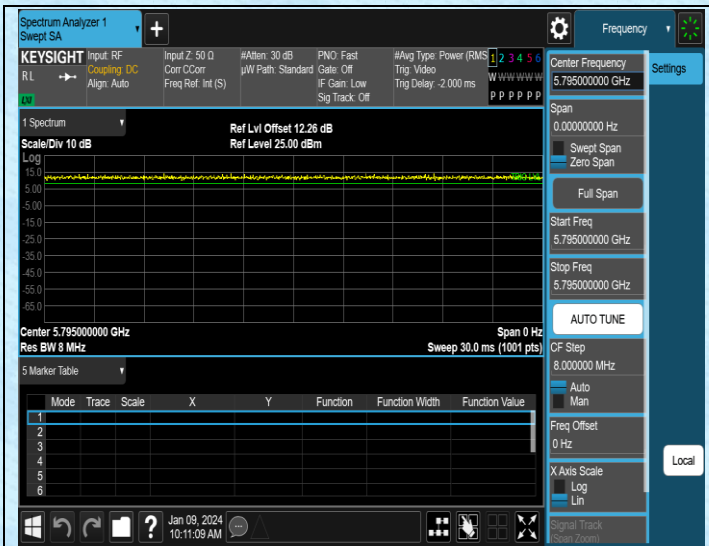 Spectrum Analyzer 1
Swept SA
Frequency
KEYSIGHT
RL
LXI
Input: RF
Coupling: DC
Align: Auto
Input Z: 50 Ω
Corr CCorr
Freq Ref: Int (S)
#Atten: 30 dB
µW Path: Standard
PNO: Fast
Gate: Off
IF Gain: Low
Sig Track: Off
#Avg Type: Power (RMS
Trig: Video
Trig Delay: -2.000 ms
1 2 3 4 5 6
W W W W W W
P P P P P P
1 Spectrum
Scale/Div 10 dB
Ref Lvl Offset 12.26 dB
Ref Level 25.00 dBm
Log
15.0
5.00
-5.00
-15.0
-25.0
-35.0
-45.0
-55.0
-65.0
Center 5.795000000 GHz
Span 0 Hz
Res BW 8 MHz
Sweep 30.0 ms (1001 pts)
5 Marker Table
Mode Trace Scale X Y Function Function Width Function Value
1
2
3
4
5
6
Center Frequency
5.795000000 GHz
Settings
Span
0.00000000 Hz
Swept Span
Zero Span
Full Span
Start Freq
5.795000000 GHz
Stop Freq
5.795000000 GHz
AUTO TUNE
CF Step
8.000000 MHz
Auto
Man
Freq Offset
0 Hz
X Axis Scale
Log
Lin
Signal Track
(Span Zoom)
Local
?
Jan 09, 2024
10:11:09 AM